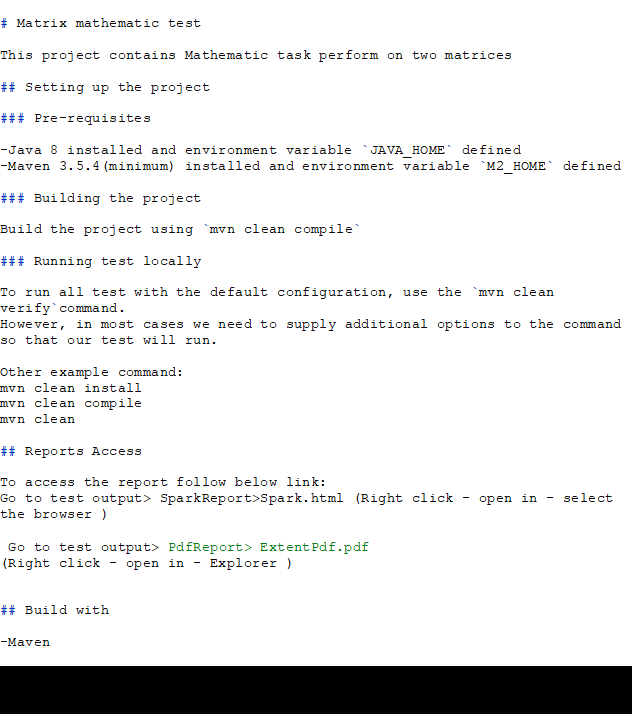 # Matrix mathematic test
This project contains Mathematic task perform on two matrices
## Setting up the project
### Pre-requisites
-Java 8 installed and environment variable `JAVA_HOME` defined
-Maven 3.5.4(minimum) installed and environment variable `M2_HOME` defined
### Building the project
Build the project using `mvn clean compile`
### Running test locally
To run all test with the default configuration, use the `mvn clean
verify`command.
However, in most cases we need to supply additional options to the command
so that our test will run.
Other example command:
mvn clean install
mvn clean compile
mvn clean
## Reports Access
To access the report follow below link:
Go to test output> SparkReport>Spark.html (Right click - open in - select
the browser )
Go to test output> PdfReport> ExtentPdf.pdf
(Right click - open in - Explorer )
## Build with
-Maven